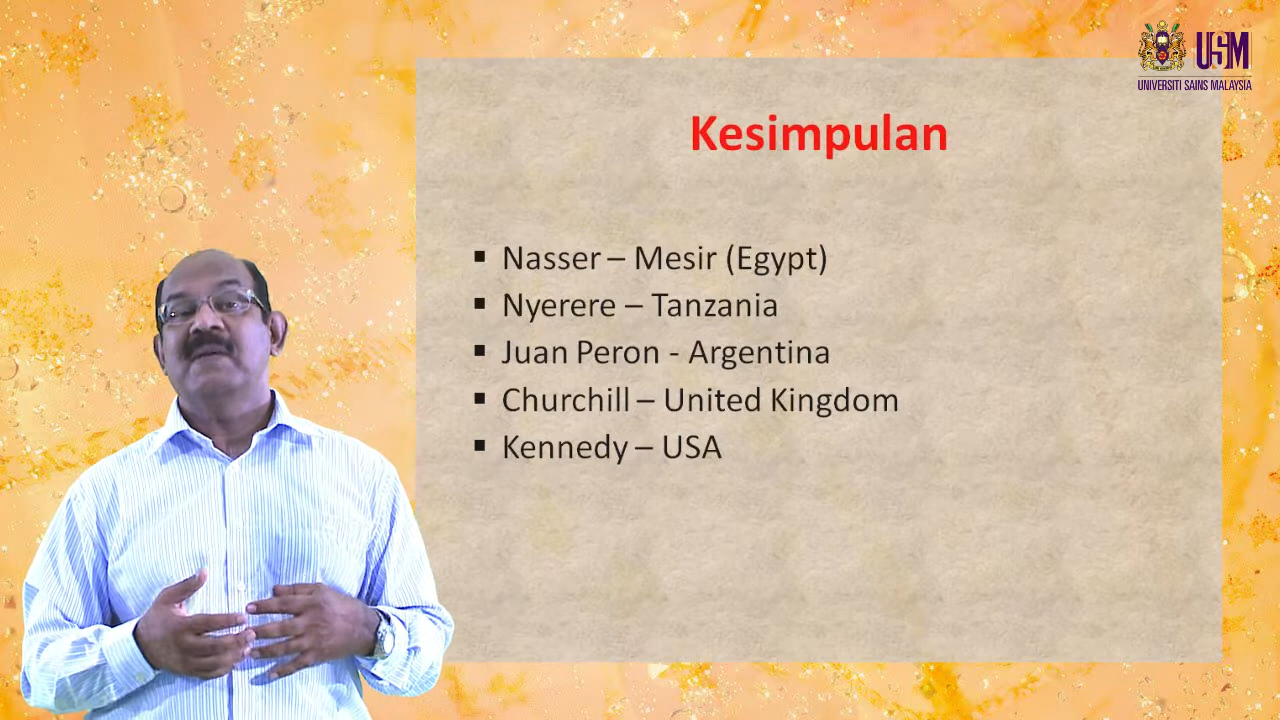 USM
UNIVERSITI SAINS MALAYSIA
Kesimpulan
▪ Nasser – Mesir (Egypt)
▪ Nyerere – Tanzania
▪ Juan Peron - Argentina
▪ Churchill – United Kingdom
▪ Kennedy – USA